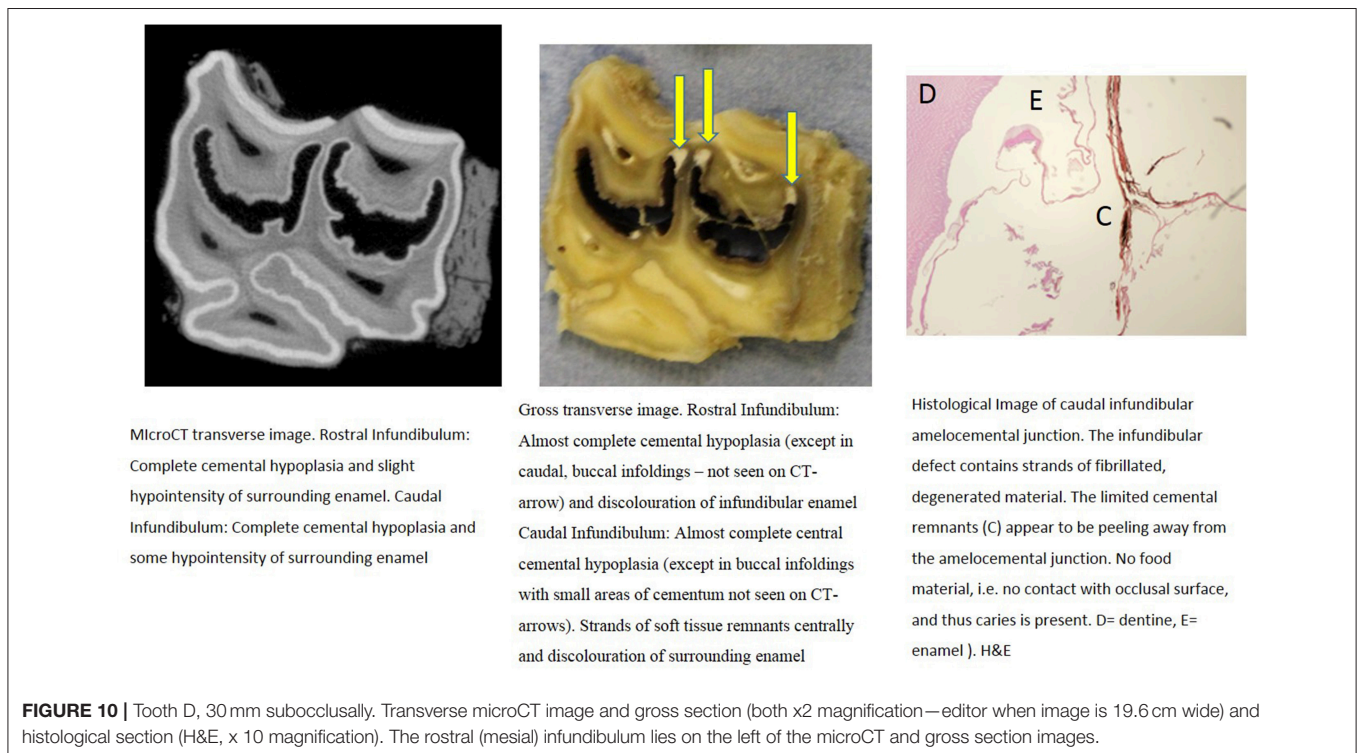 D
E
C
MIcroCT transverse image. Rostral Infundibulum:
Complete cemental hypoplasia and slight
hypointensity of surrounding enamel. Caudal
Infundibulum: Complete cemental hypoplasia and
some hypointensity of surrounding enamel
Gross transverse image. Rostral Infundibulum:
Almost complete cemental hypoplasia (except in
caudal, buccal infoldings – not seen on CT-
arrow) and discolouration of infundibular enamel
Caudal Infundibulum: Almost complete central
cemental hypoplasia (except in buccal infoldings
with small areas of cementum not seen on CT-
arrows). Strands of soft tissue remnants centrally
and discolouration of surrounding enamel
Histological Image of caudal infundibular
amelocemental junction. The infundibular
defect contains strands of fibrillated,
degenerated material. The limited cemental
remnants (C) appear to be peeling away from
the amelocemental junction. No food
material, i.e. no contact with occlusal surface,
and thus caries is present. D= dentine, E=
enamel ). H&E
FIGURE 10 | Tooth D, 30 mm subocclusally. Transverse microCT image and gross section (both x2 magnification—editor when image is 19.6 cm wide) and
histological section (H&E, x 10 magnification). The rostral (mesial) infundibulum lies on the left of the microCT and gross section images.